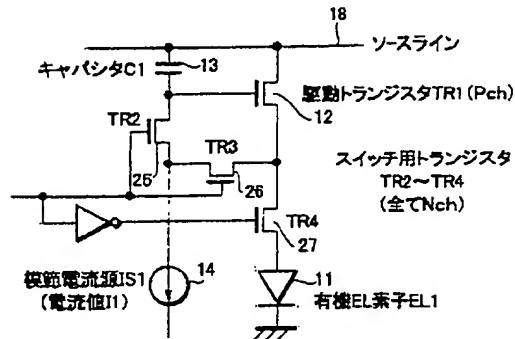 18
ソースライン
キャパシタC1
13
駆動トランジスタTR1(Pch)
12
TR2
25
TR3
26
スイッチ用トランジスタ
TR2~TR4
(全てNch)
TR4
27
模範電流源IS1
(電流値I1)
14
11
有機EL素子EL1